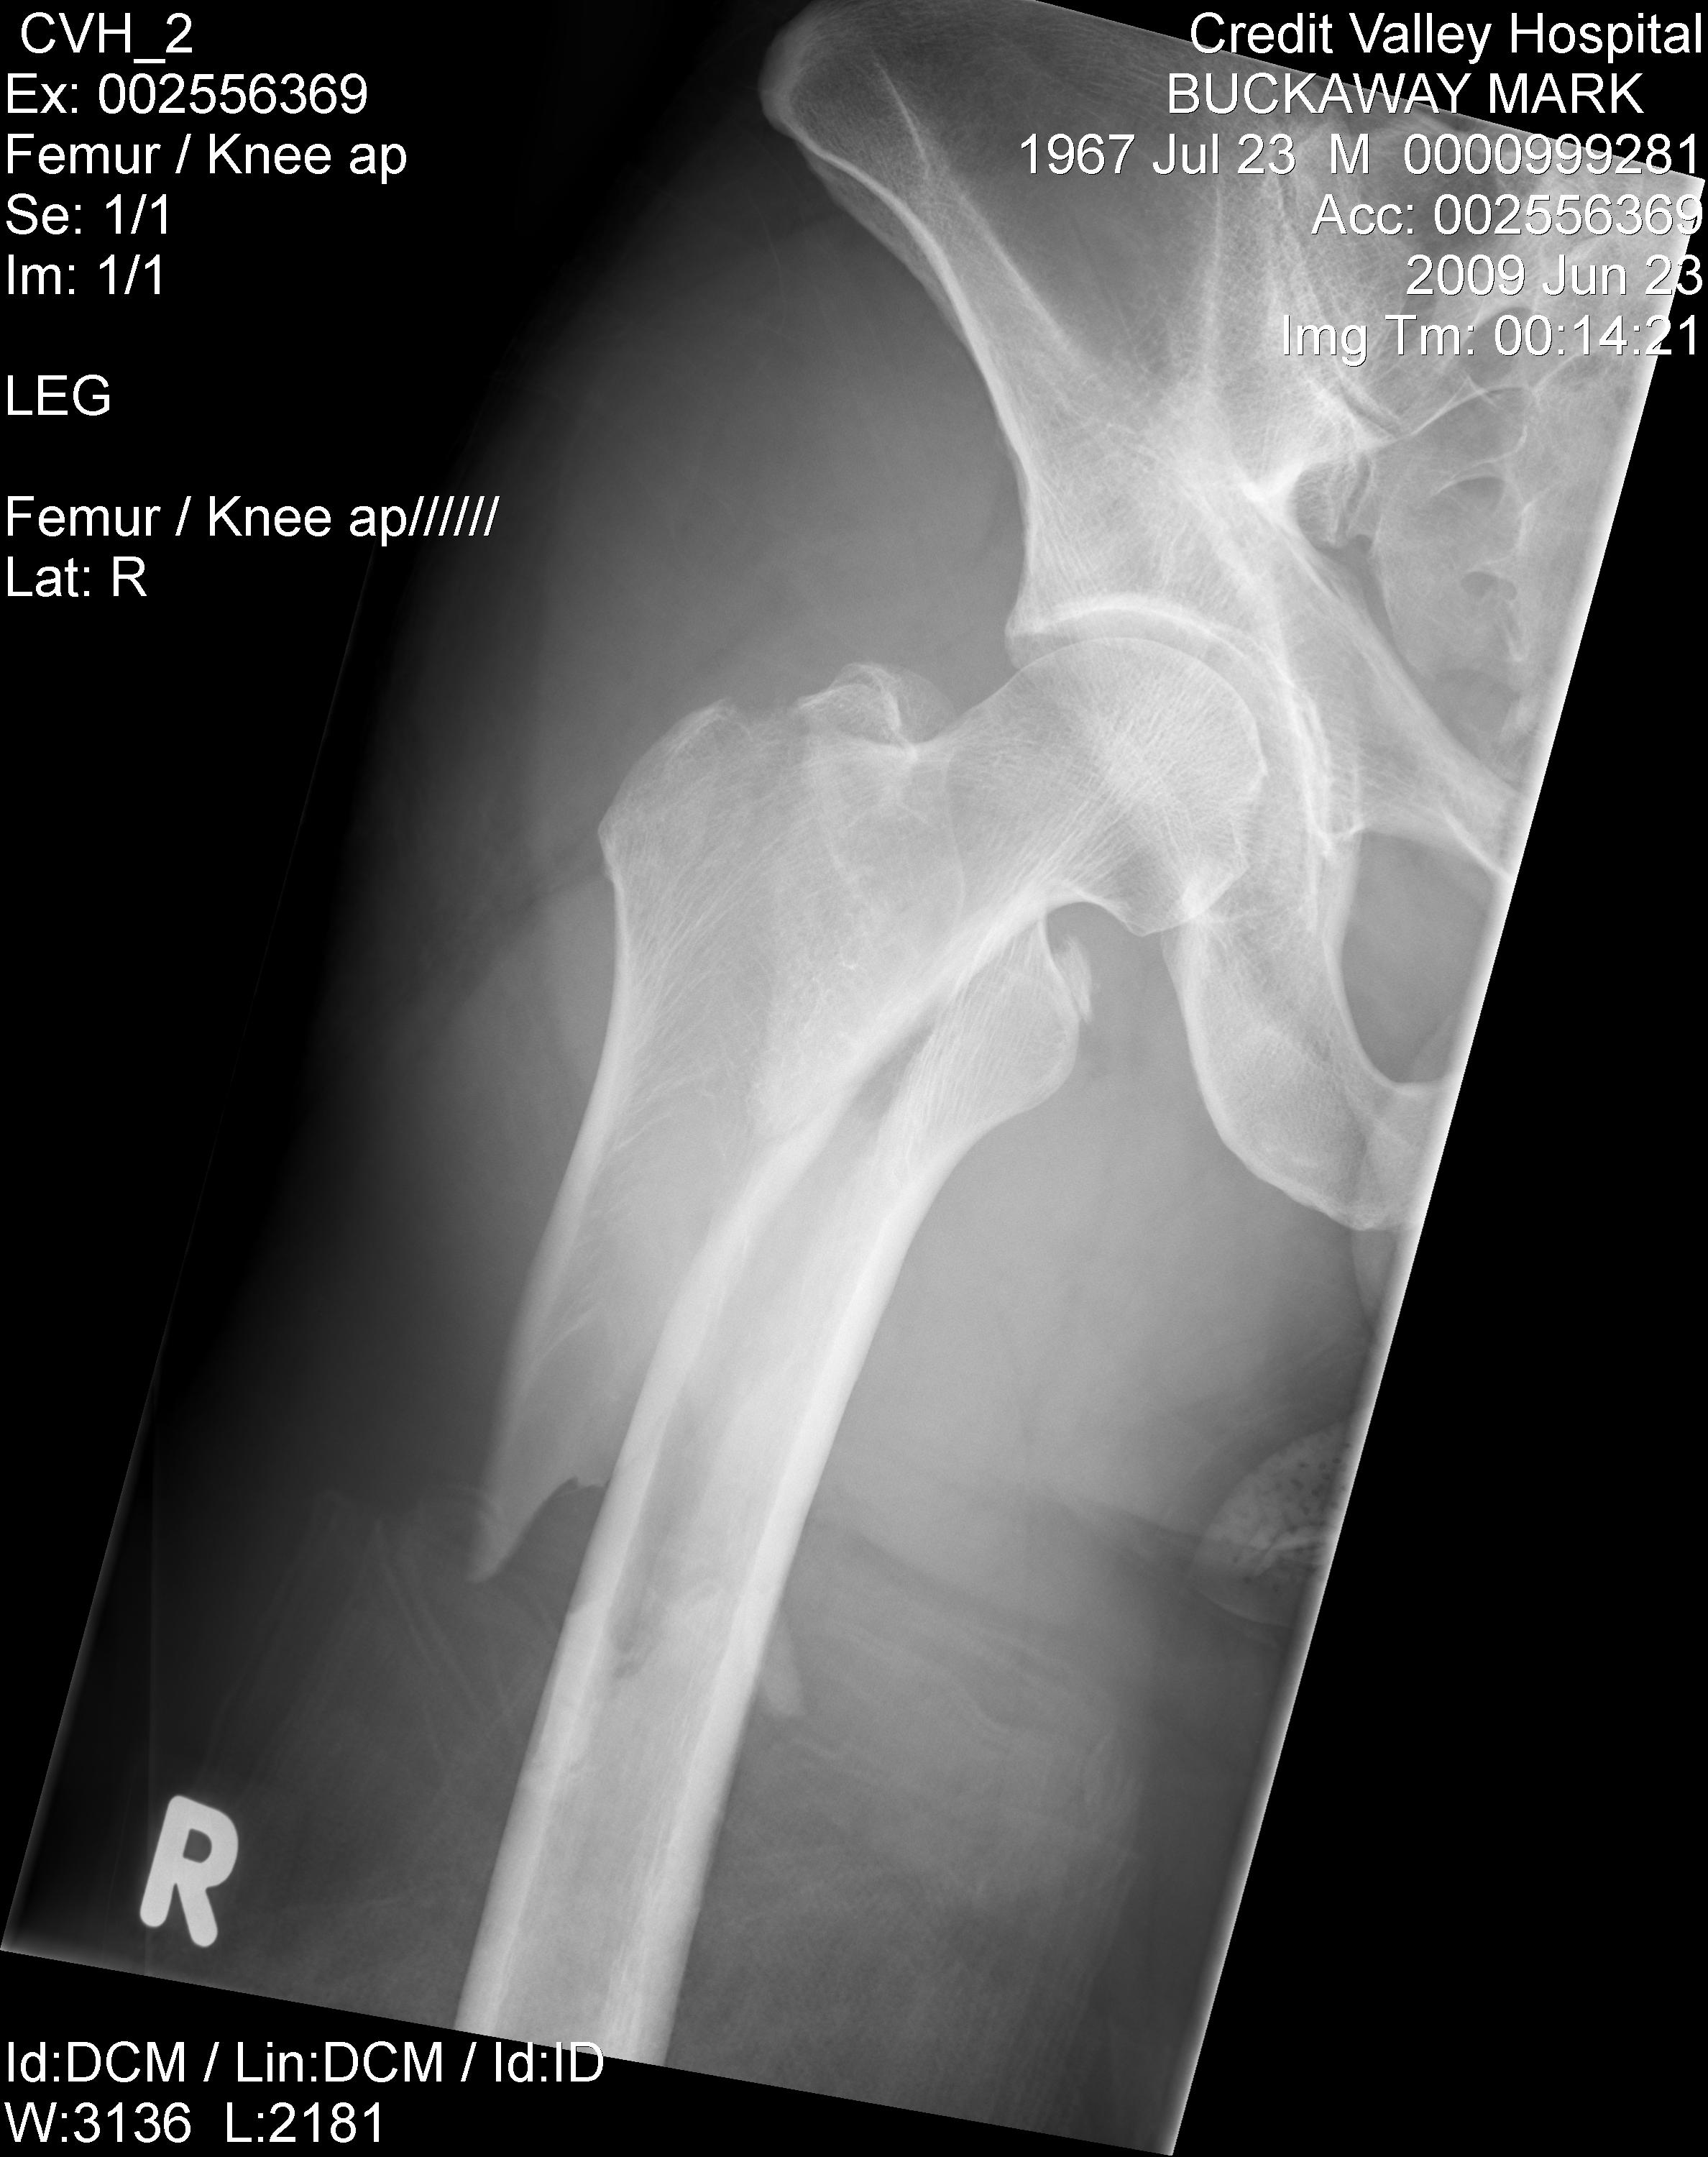 CVH_2
Ex: 002556369
Femur / Knee ap
Se: 1/1
Im: 1/1
LEG
Femur / Knee ap//////
Lat: R
Credit Valley Hospital
BUCKAWAY MARK
1967 Jul 23 M 0000999281
Acc: 002556369
2009 Jun 23
Img Tm: 00:14:21
R
Id:DCM / Lin:DCM / Id:ID
W:3136 L:2181